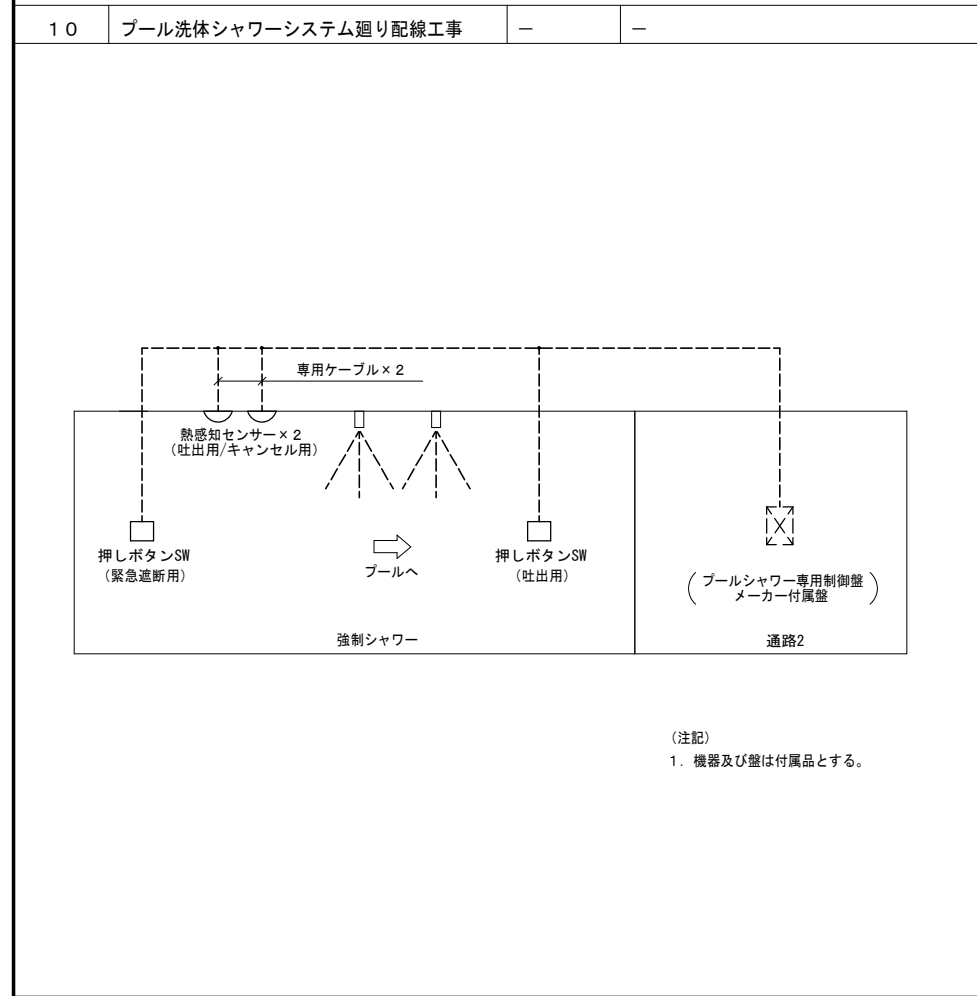 10 プール洗体シャワーシステム廻り配線工事 － －
専用ケーブル×2
熱感知センサー×2
(吐出用/キャンセル用)
押しボタンSW
(緊急遮断用)
プールへ
押しボタンSW
(吐出用)
(プールシャワー専用制御盤
メーカー付属盤)
強制シャワー
通路2
(注記)
1. 機器及び盤は付属品とする。